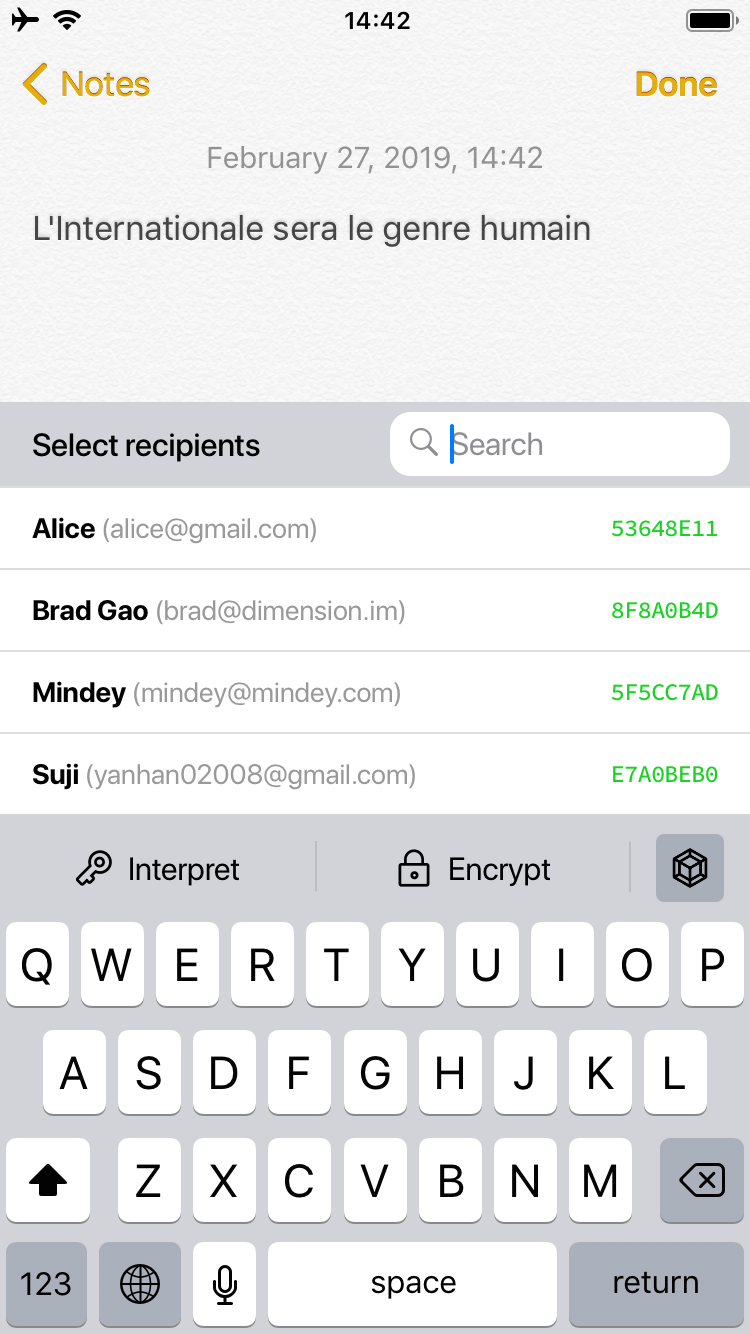 14:42
Notes Done
February 27, 2019, 14:42
L'Internationale sera le genre humain
Select recipients Search
Alice (alice@gmail.com) 53648E11
Brad Gao (brad@dimension.im) 8F8A0B4D
Mindey (mindey@mindey.com) 5F5CC7AD
Suji (yanhan02008@gmail.com) E7A0BEB0
Interpret Encrypt
Q W E R T Y U I O P
A S D F G H J K L
Z X C V B N M
123 space return